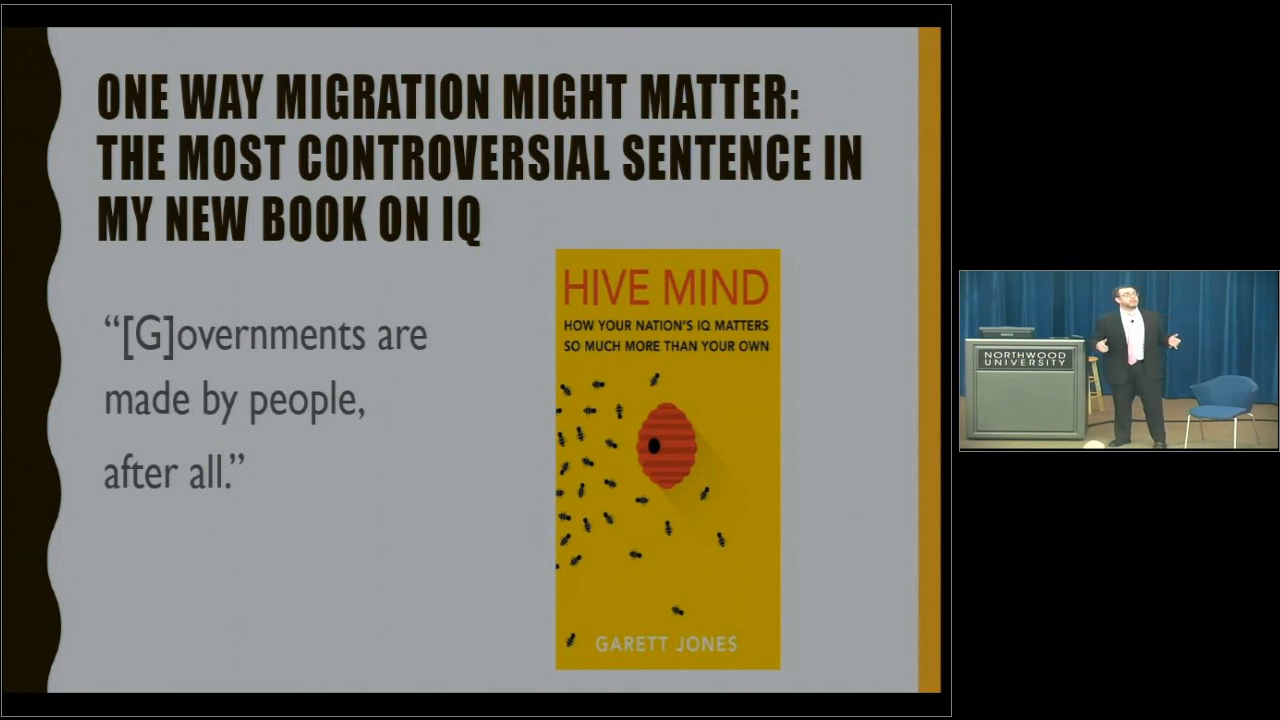 ONE WAY MIGRATION MIGHT MATTER:
THE MOST CONTROVERSIAL SENTENCE IN
MY NEW BOOK ON IQ
“[G]overnments are
made by people,
after all.”
HIVE MIND
HOW YOUR NATION'S IQ MATTERS
SO MUCH MORE THAN YOUR OWN
GARETT JONES
NORTHWOOD
UNIVERSITY